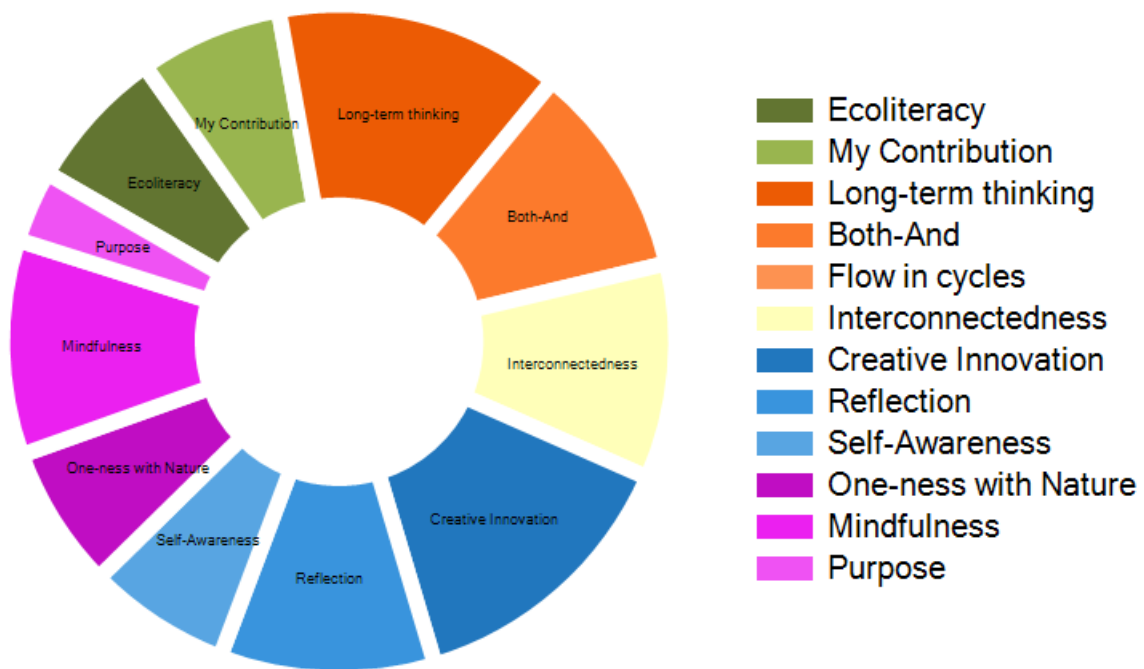 My Contribution
Long-term thinking
Ecoliteracy
Both-And
Purpose
Mindfulness
Interconnectedness
One-ness with Nature
Creative Innovation
Self-Awareness
Reflection
Ecoliteracy
My Contribution
Long-term thinking
Both-And
Flow in cycles
Interconnectedness
Creative Innovation
Reflection
Self-Awareness
One-ness with Nature
Mindfulness
Purpose